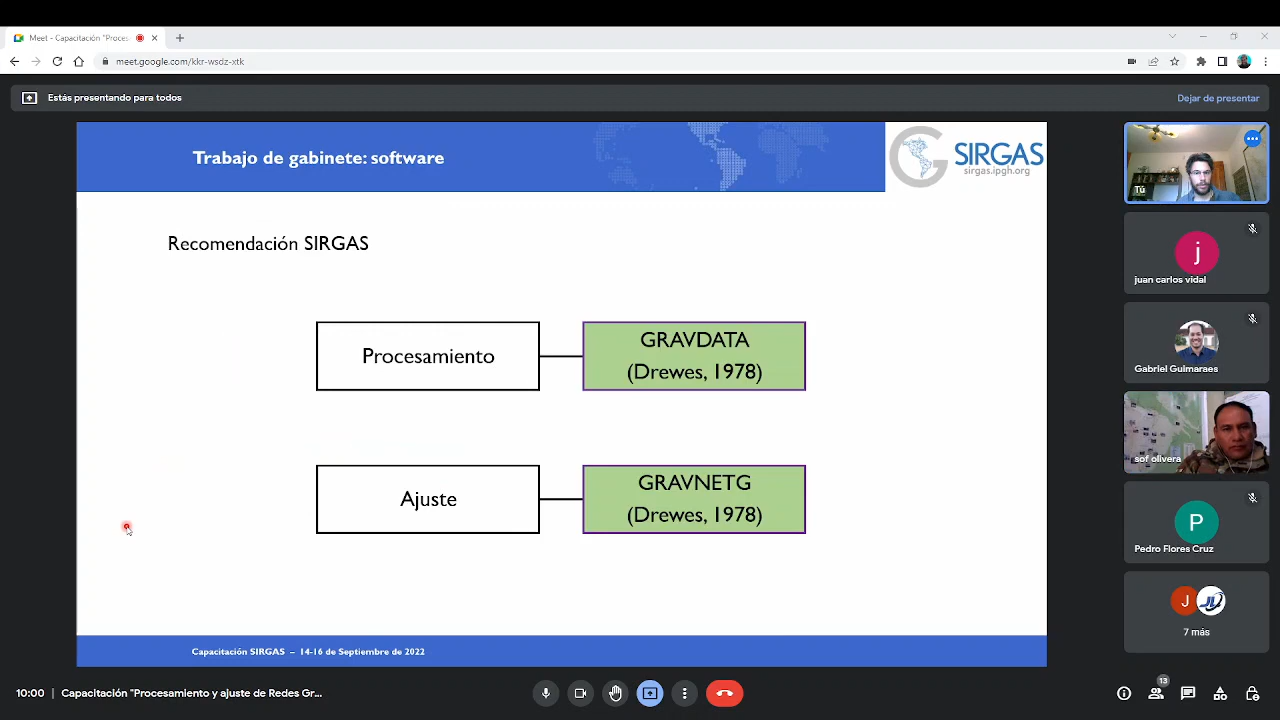 Meet - Capacitación "Proces
meet.google.com/kkr-wsdz-xtk
Estás presentando para todos
Dejar de presentar
Trabajo de gabinete: software
SIRGAS
sirgas.ipgh.org
Recomendación SIRGAS
Procesamiento
GRAVDATA
(Drewes, 1978)
Ajuste
GRAVNETG
(Drewes, 1978)
Capacitación SIRGAS – 14-16 de Septiembre de 2022
Tú
j
juan carlos vidal
Gabriel Guimaraes
sof olivera
P
Pedro Flores Cruz
J
7 más
10:00 | Capacitación "Procesamiento y ajuste de Redes Gr...
13